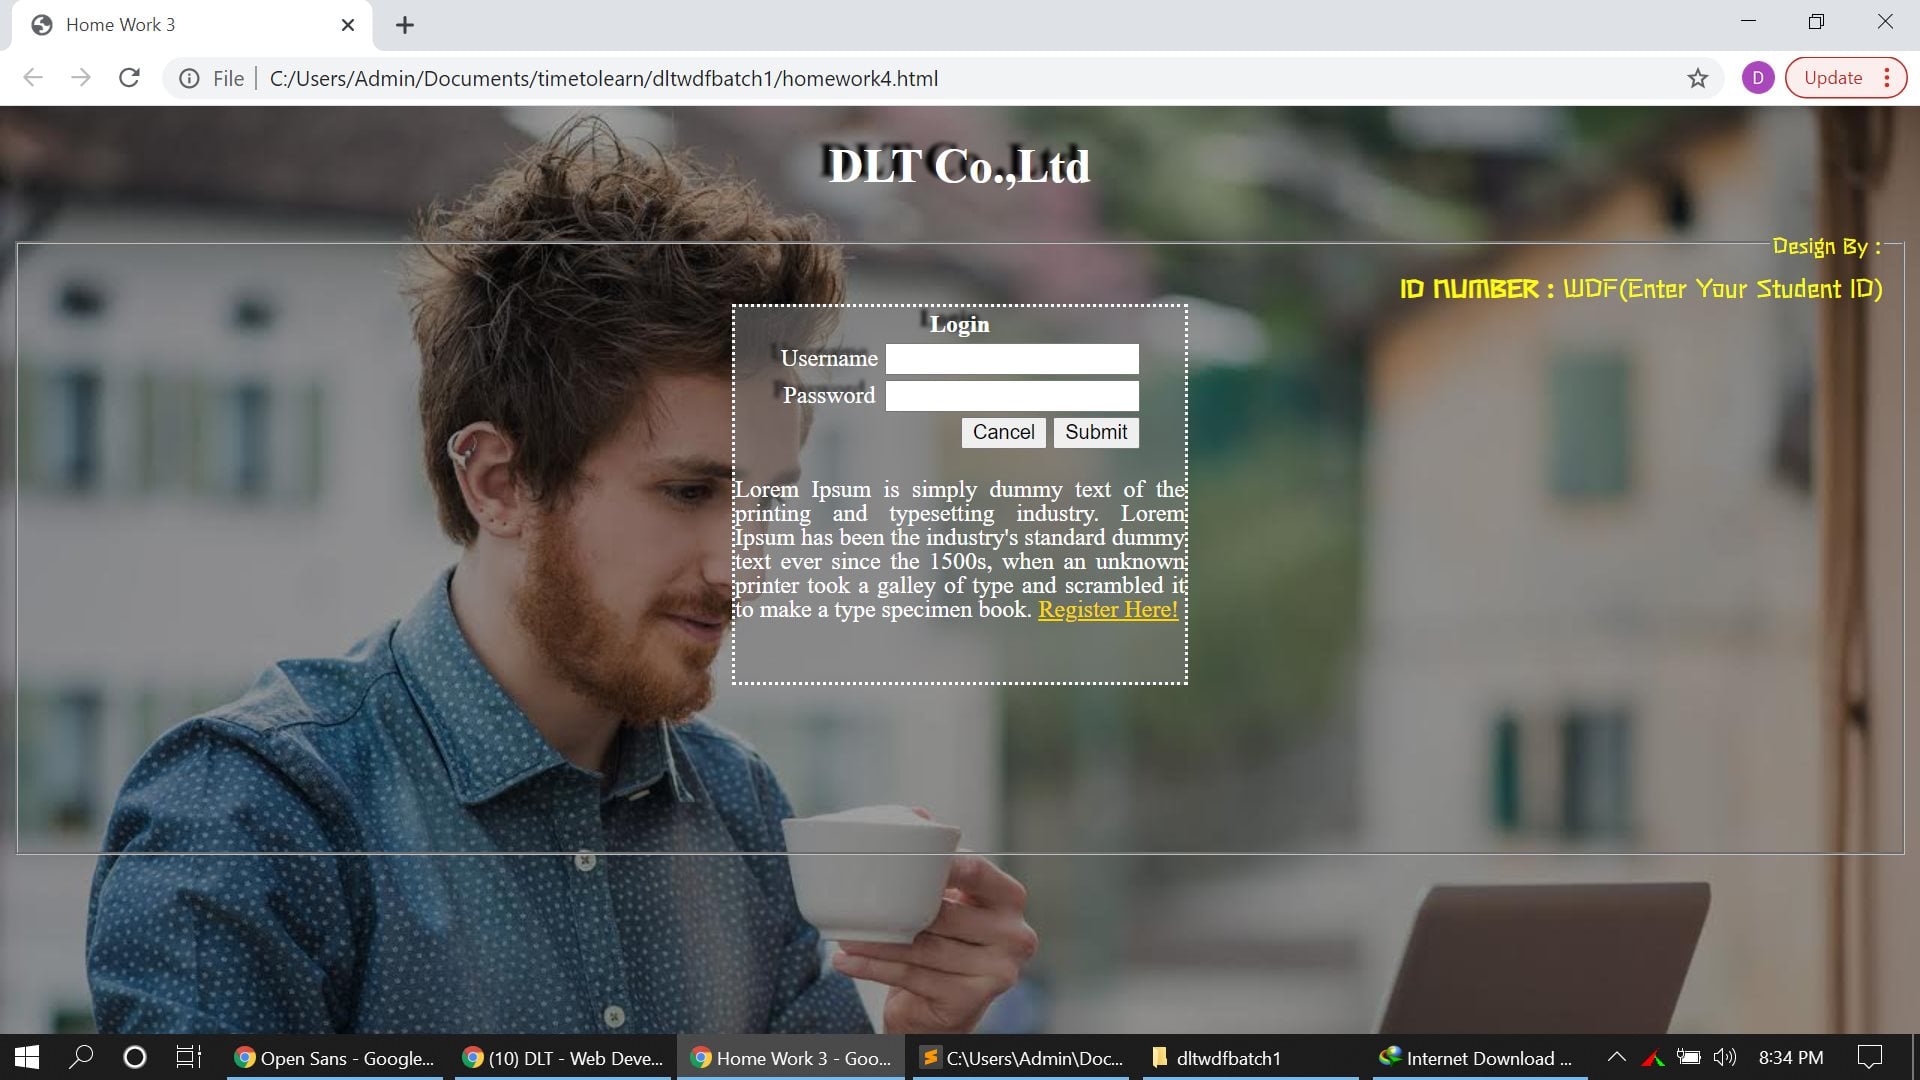 Home Work 3
File
C:/Users/Admin/Documents/timetolearn/dltwdfbatch1/homework4.html
D
Update
DLT Co.,Ltd
Design By :
ID NUMBER : WDF(Enter Your Student ID)
Login
Username
Password
Cancel Submit
Lorem Ipsum is simply dummy text of the
printing and typesetting industry. Lorem
Ipsum has been the industry's standard dummy
text ever since the 1500s, when an unknown
printer took a galley of type and scrambled it
to make a type specimen book. Register Here!
Open Sans - Google...
(10) DLT - Web Deve...
Home Work 3 - Goo...
C:\Users\Admin\Doc...
dltwdfbatch1
Internet Download ...
8:34 PM